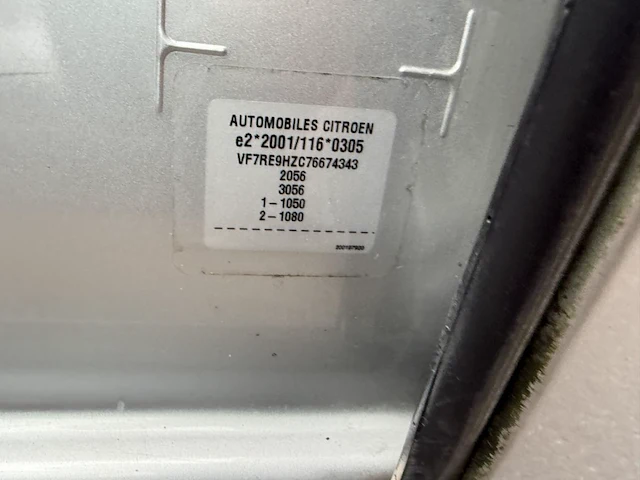 AUTOMOBILES CITROEN
e2*2001/116*0305
VF7RE9HZC76674343
2056
3056
1-1050
2-1080